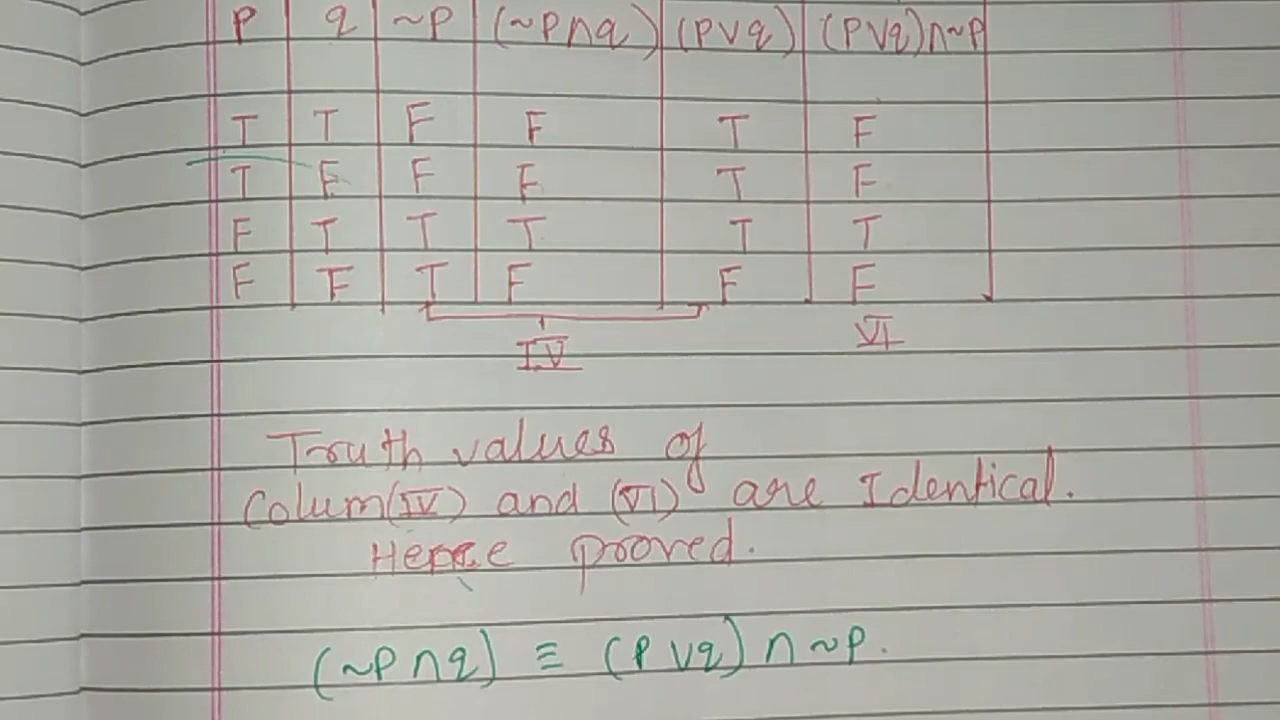 p q ~p (~p∩q) (p∨q) (p∨q)∩~p
T T F F T F
T F F F T F
F T T T T T
F F T F F F
IV VI
Truth values of
Colum(IV) and (VI) are Identical.
Hence proved.
(~p∩q) ≡ (p∨q)∩~p.